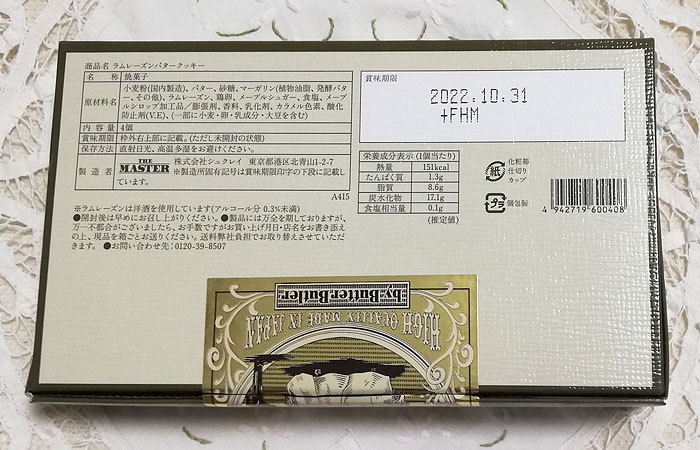 商品名 ラムレーズンバタークッキー
名称 焼菓子
原材料名 小麦粉(国内製造)、バター、砂糖、マーガリン(植物油脂、発酵バター、その他)、ラムレーズン、鶏卵、メープルシュガー、食塩、メープルシロップ加工品／膨張剤、香料、乳化剤、カラメル色素、酸化防止剤(V.E)、(一部に小麦・卵・乳成分・大豆を含む)
内容量 4個
賞味期限 枠外右上部に記載。(ただし未開封の状態)
保存方法 直射日光、高温多湿をお避けください。
製造者 THE MASTER 株式会社シュクレイ 東京都港区北青山1-2-7
※製造所固有記号は賞味期限印字の下段に記載しています。
A415
※ラムレーズンは洋酒を使用しています(アルコール分 0.3%未満)
●開封後は早めにお召し上がりください。●製品には万全を期しておりますが、
万一不都合がございましたら、お手数ですがお買い上げ月日・店名をお書き添え
の上、現品を箱ごとお送りください。送料弊社負担でお取り替えさせていただき
ます。●お問い合わせ先：0120-39-8507
賞味期限
2022.10.31
+FHM
栄養成分表示 (1個当たり)
熱量 151kcal
たんぱく質 1.3g
脂質 8.6g
炭水化物 17.1g
食塩相当量 0.1g
(推定値)
紙 化粧箱
仕切り
カップ
プラ 個包装
4 942719 600408
by Butter Butler
HIGH QUALITY MADE IN JAPAN